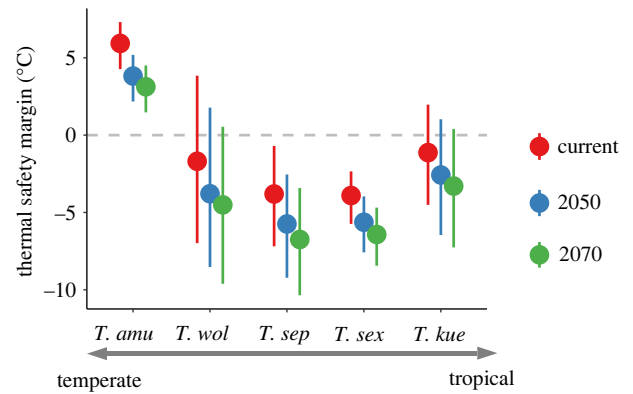 thermal safety margin (°C)
5
0
−5
−10
T. amu T. wol T. sep T. sex T. kue
temperate tropical
current
2050
2070